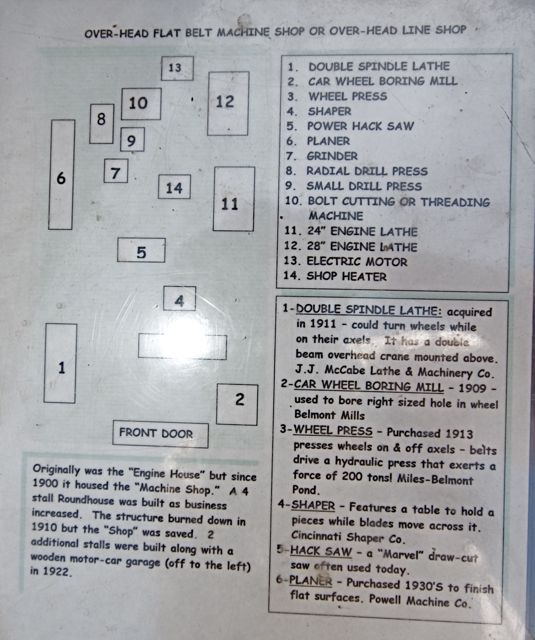 OVER-HEAD FLAT BELT MACHINE SHOP OR OVER-HEAD LINE SHOP
13
10
12
8
9
7
6
14
11
5
4
1
2
FRONT DOOR
1. DOUBLE SPINDLE LATHE
2. CAR WHEEL BORING MILL
3. WHEEL PRESS
4. SHAPER
5. POWER HACK SAW
6. PLANER
7. GRINDER
8. RADIAL DRILL PRESS
9. SMALL DRILL PRESS
10. BOLT CUTTING OR THREADING
MACHINE
11. 24" ENGINE LATHE
12. 28" ENGINE LATHE
13. ELECTRIC MOTOR
14. SHOP HEATER
Originally was the "Engine House" but since
1900 it housed the "Machine Shop." A 4
stall Roundhouse was built as business
increased. The structure burned down in
1910 but the "Shop" was saved. 2
additional stalls were built along with a
wooden motor-car garage (off to the left)
in 1922.
1-DOUBLE SPINDLE LATHE: acquired
in 1911 - could turn wheels while
on their axels. It has a double
beam overhead crane mounted above.
J.J. McCabe Lathe & Machinery Co.
2-CAR WHEEL BORING MILL - 1909 -
used to bore right sized hole in wheel
Belmont Mills
3-WHEEL PRESS - Purchased 1913
presses wheels on & off axels - belts
drive a hydraulic press that exerts a
force of 200 tons! Miles-Belmont
Pond.
4-SHAPER - Features a table to hold a
pieces while blades move across it.
Cincinnati Shaper Co.
5-HACK SAW - a "Marvel" draw-cut
saw often used today.
6-PLANER - Purchased 1930'S to finish
flat surfaces. Powell Machine Co.